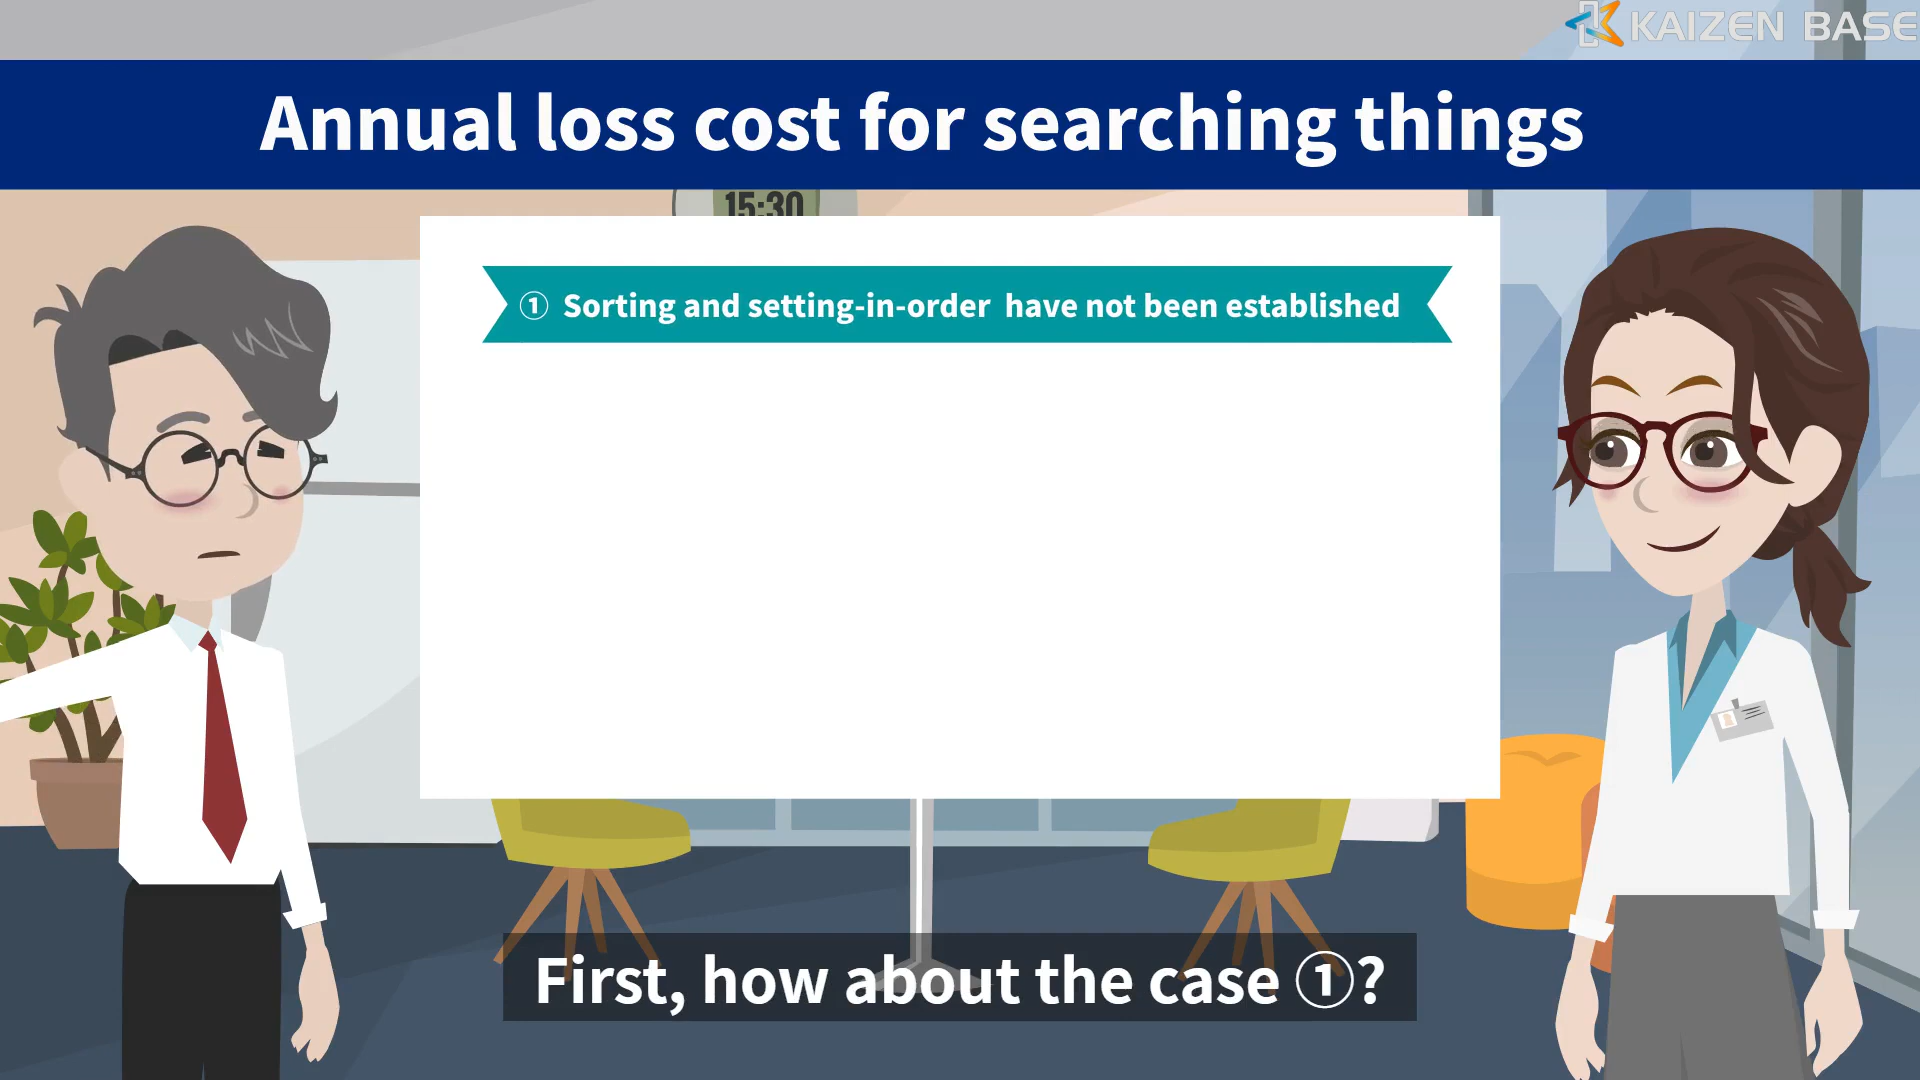 KAIZEN BASE
Annual loss cost for searching things
15:30
① Sorting and setting-in-order have not been established
First, how about the case ①?